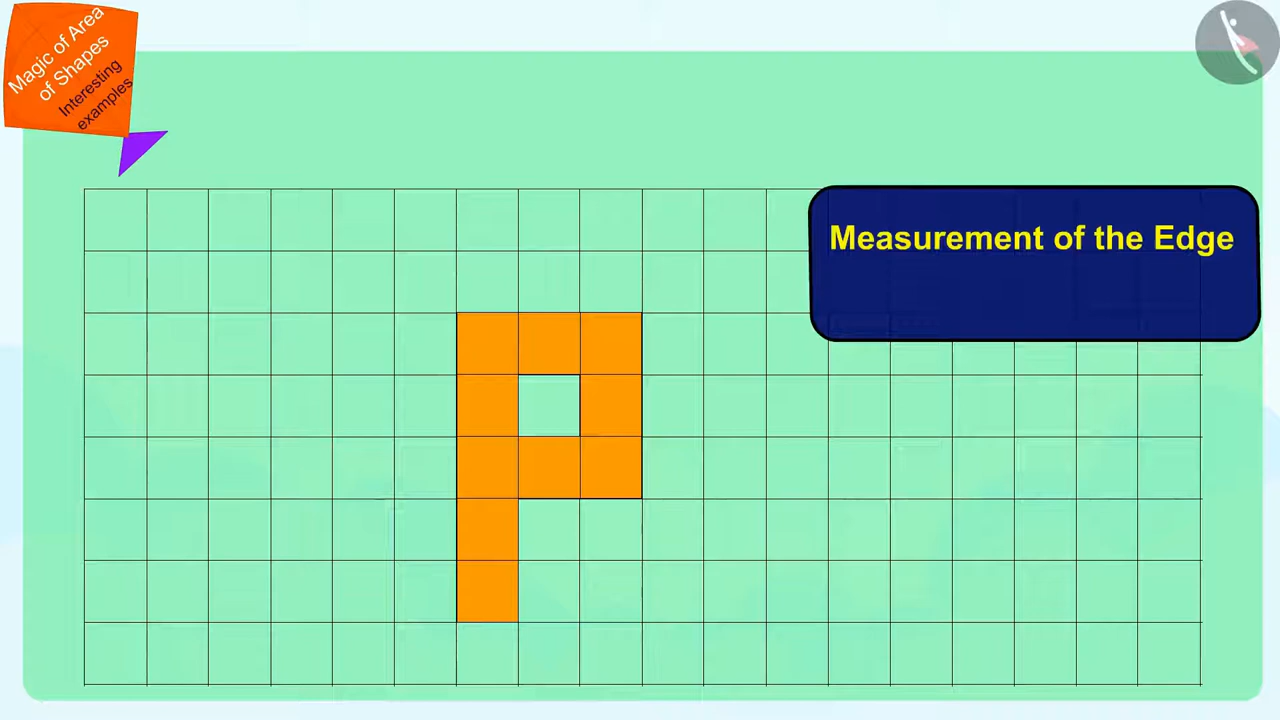 Magic of Area
of Shapes
Interesting
examples
Measurement of the Edge